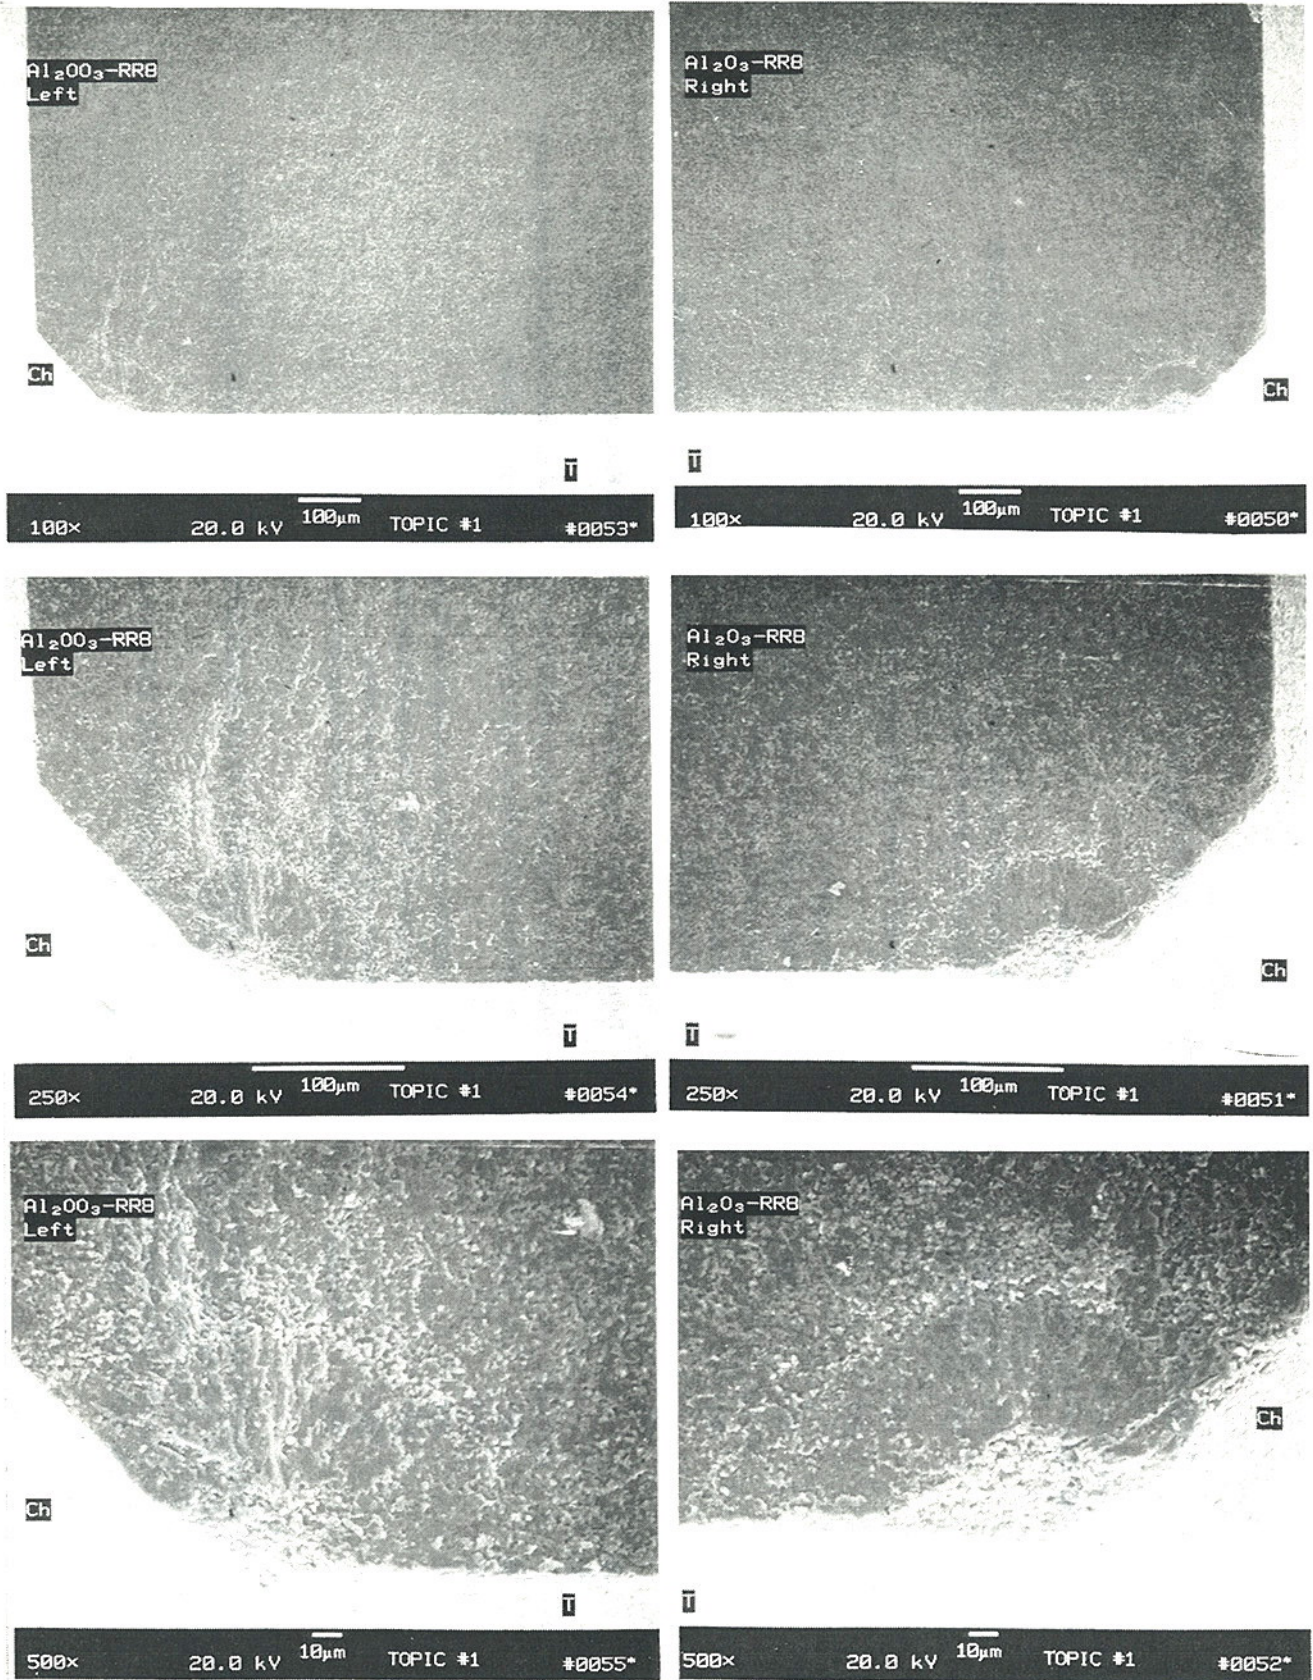 Al₂OO₃-RR8
Left
Ch
T̄
100× 20.0 kV 100µm TOPIC #1 #0053*
Al₂O₃-RR8
Right
Ch
T̄
100× 20.0 kV 100µm TOPIC #1 #0050*
Al₂OO₃-RR8
Left
Ch
T̄
250× 20.0 kV 100µm TOPIC #1 #0054*
Al₂O₃-RR8
Right
Ch
T̄
250× 20.0 kV 100µm TOPIC #1 #0051*
Al₂OO₃-RR8
Left
Ch
T̄
500× 20.0 kV 10µm TOPIC #1 #0055*
Al₂O₃-RR8
Right
Ch
T̄
500× 20.0 kV 10µm TOPIC #1 #0052*